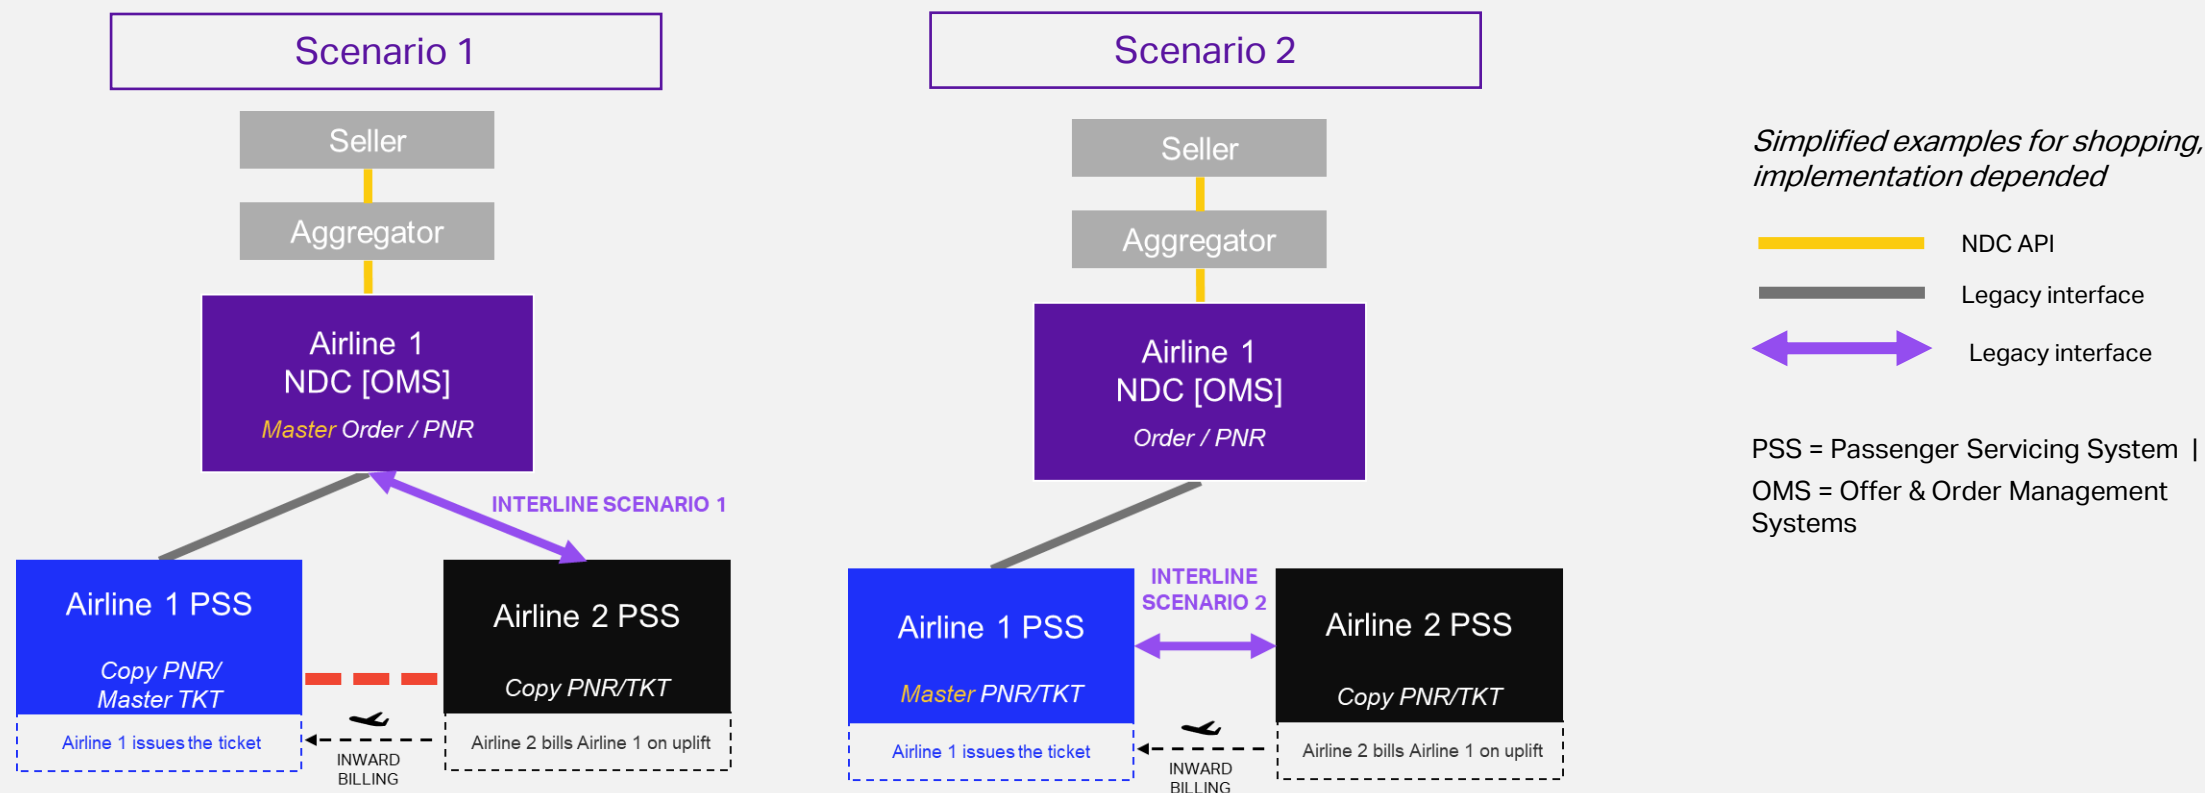 Scenario 1
Seller
Aggregator
Airline 1
NDC [OMS]
Master Order / PNR
INTERLINE SCENARIO 1
Airline 1 PSS
Copy PNR/
Master TKT
Airline 1 issues the ticket
Airline 2 PSS
Copy PNR/TKT
Airline 2 bills Airline 1 on uplift
INWARD
BILLING
Scenario 2
Seller
Aggregator
Airline 1
NDC [OMS]
Order / PNR
INTERLINE
SCENARIO 2
Airline 1 PSS
Master PNR/TKT
Airline 1 issues the ticket
Airline 2 PSS
Copy PNR/TKT
Airline 2 bills Airline 1 on uplift
INWARD
BILLING
Simplified examples for shopping,
implementation depended
NDC API
Legacy interface
Legacy interface
PSS = Passenger Servicing System |
OMS = Offer & Order Management
Systems